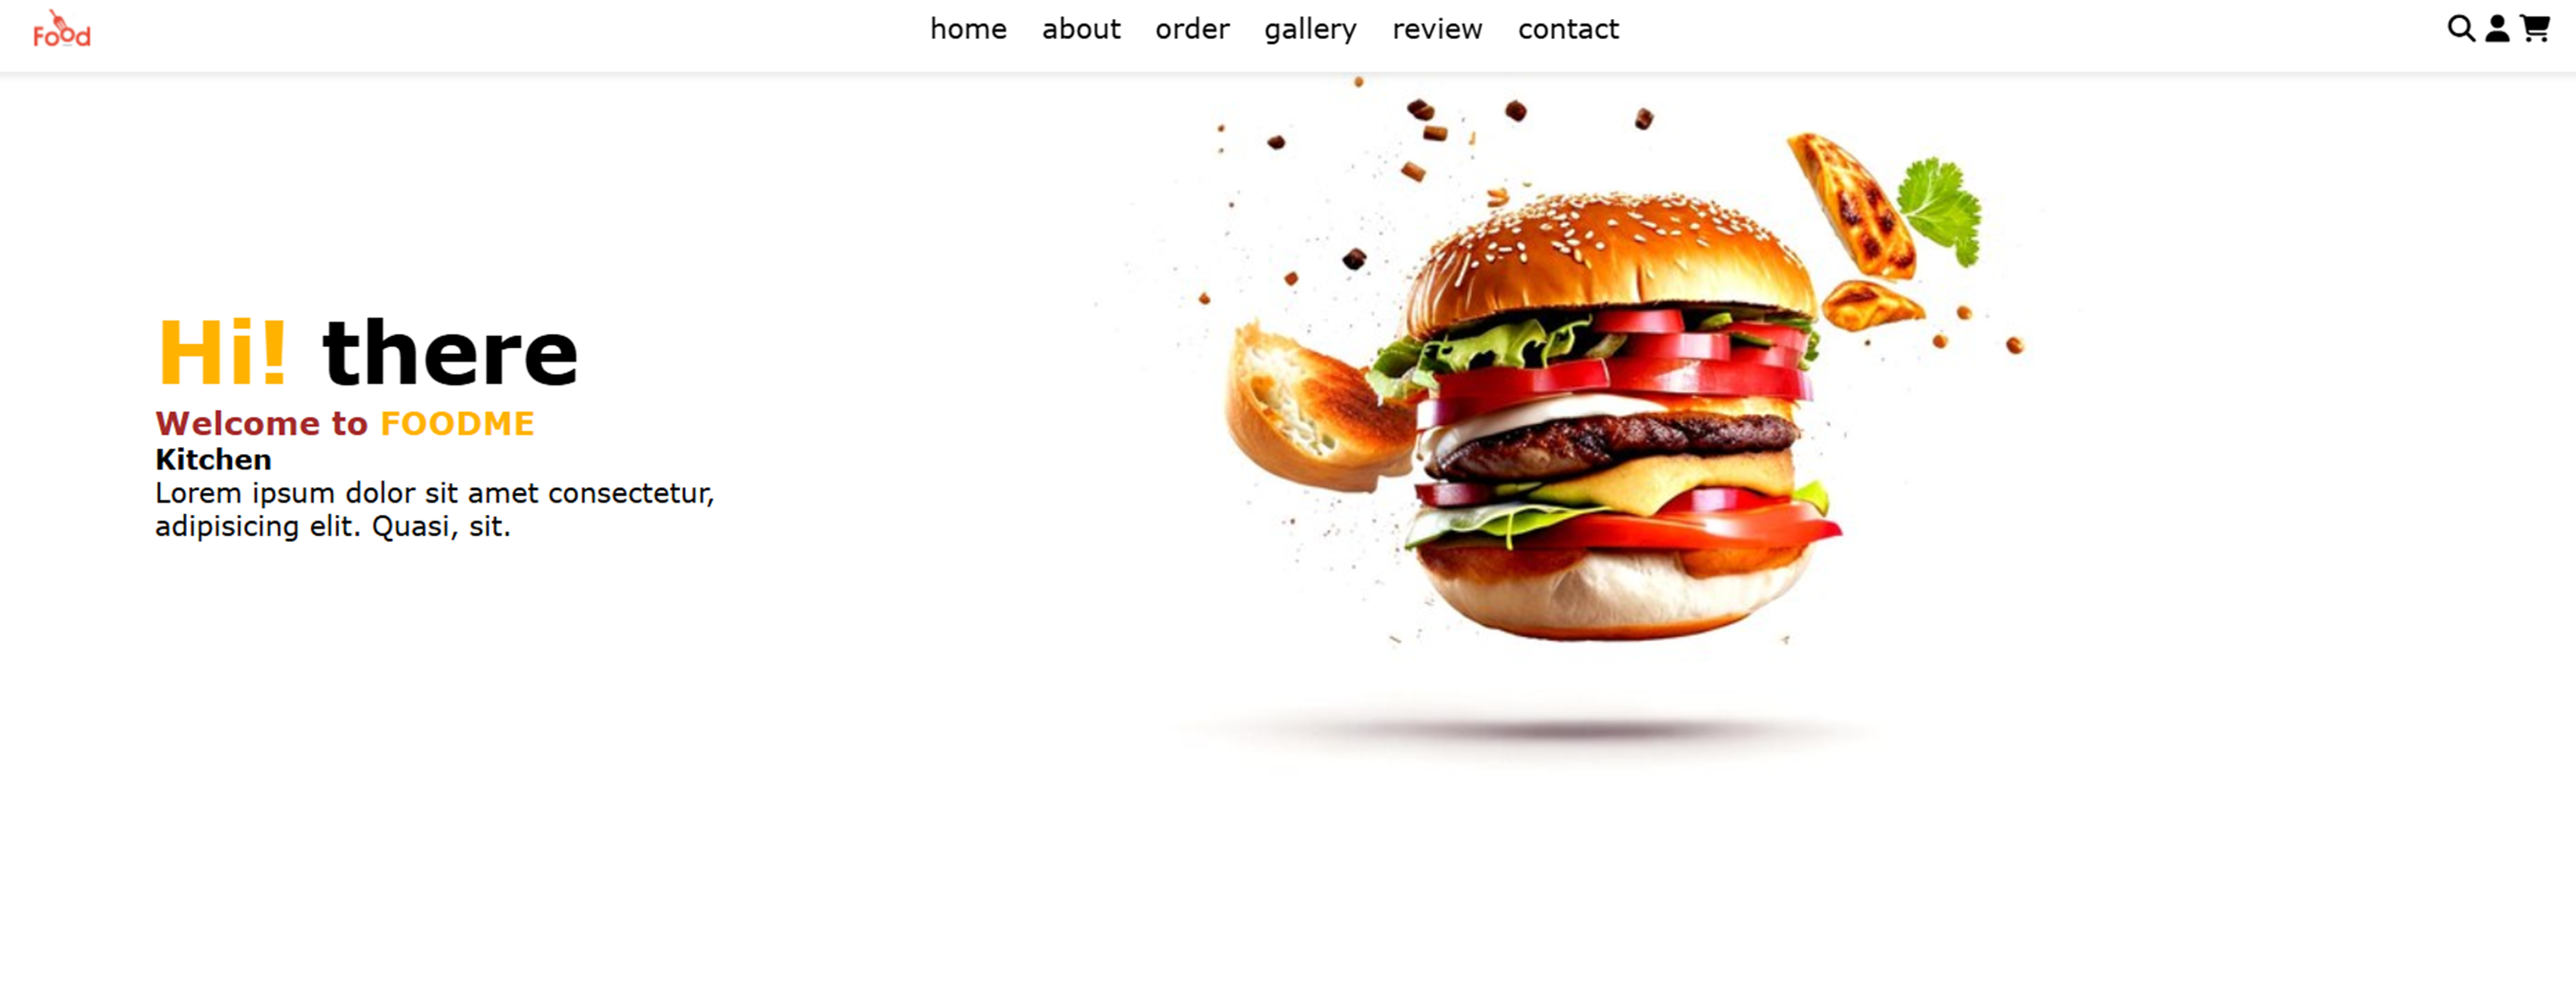 Food
home about order gallery review contact
Hi! there
Welcome to FOODME
Kitchen
Lorem ipsum dolor sit amet consectetur,
adipisicing elit. Quasi, sit.